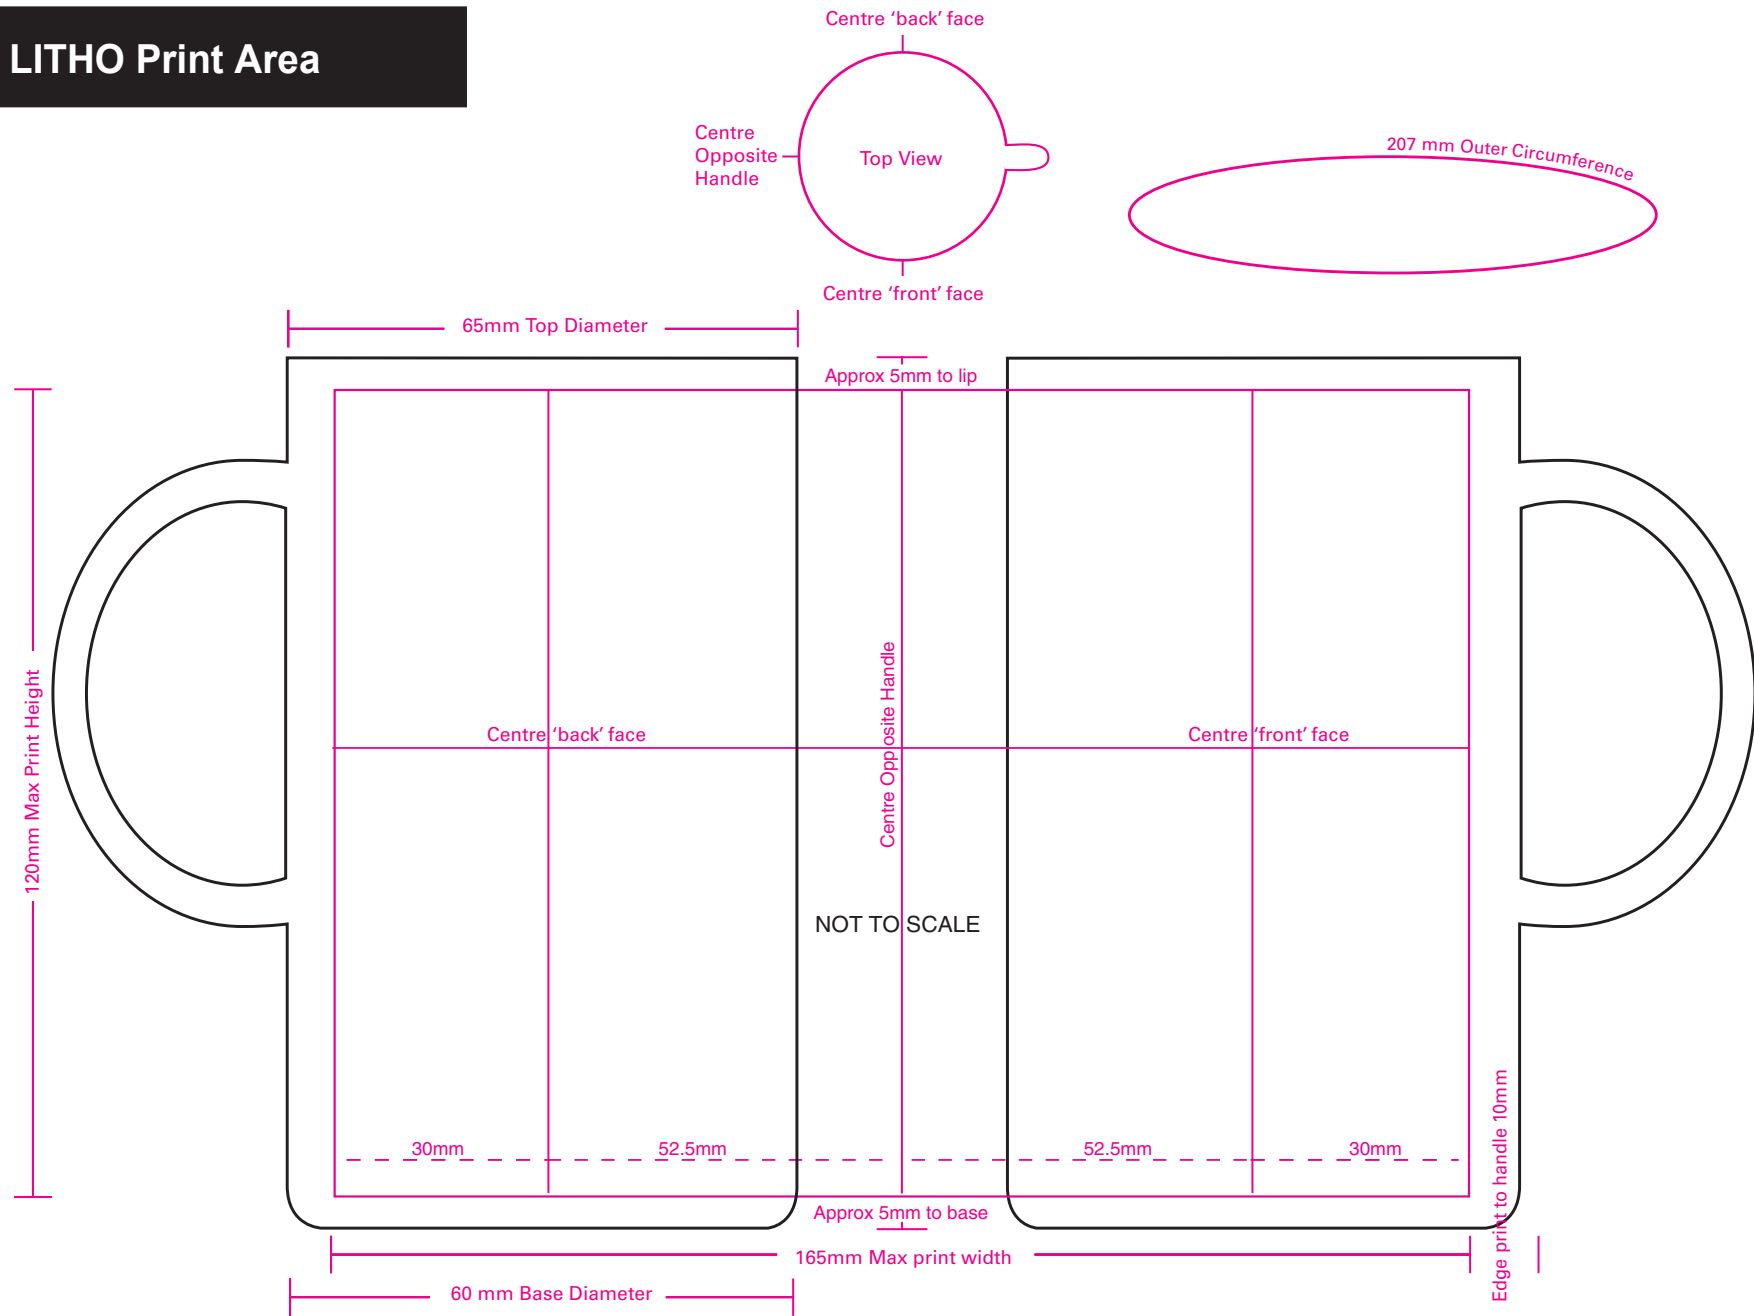 LITHO Print Area
Centre ‘back’ face
Centre
Opposite
Handle
Top View
207 mm Outer Circumference
Centre ‘front’ face
65mm Top Diameter
Approx 5mm to lip
120mm Max Print Height
Centre ‘back’ face
Centre Opposite Handle
Centre ‘front’ face
NOT TO SCALE
30mm
52.5mm
52.5mm
30mm
Edge print to handle 10mm
Approx 5mm to base
165mm Max print width
60 mm Base Diameter